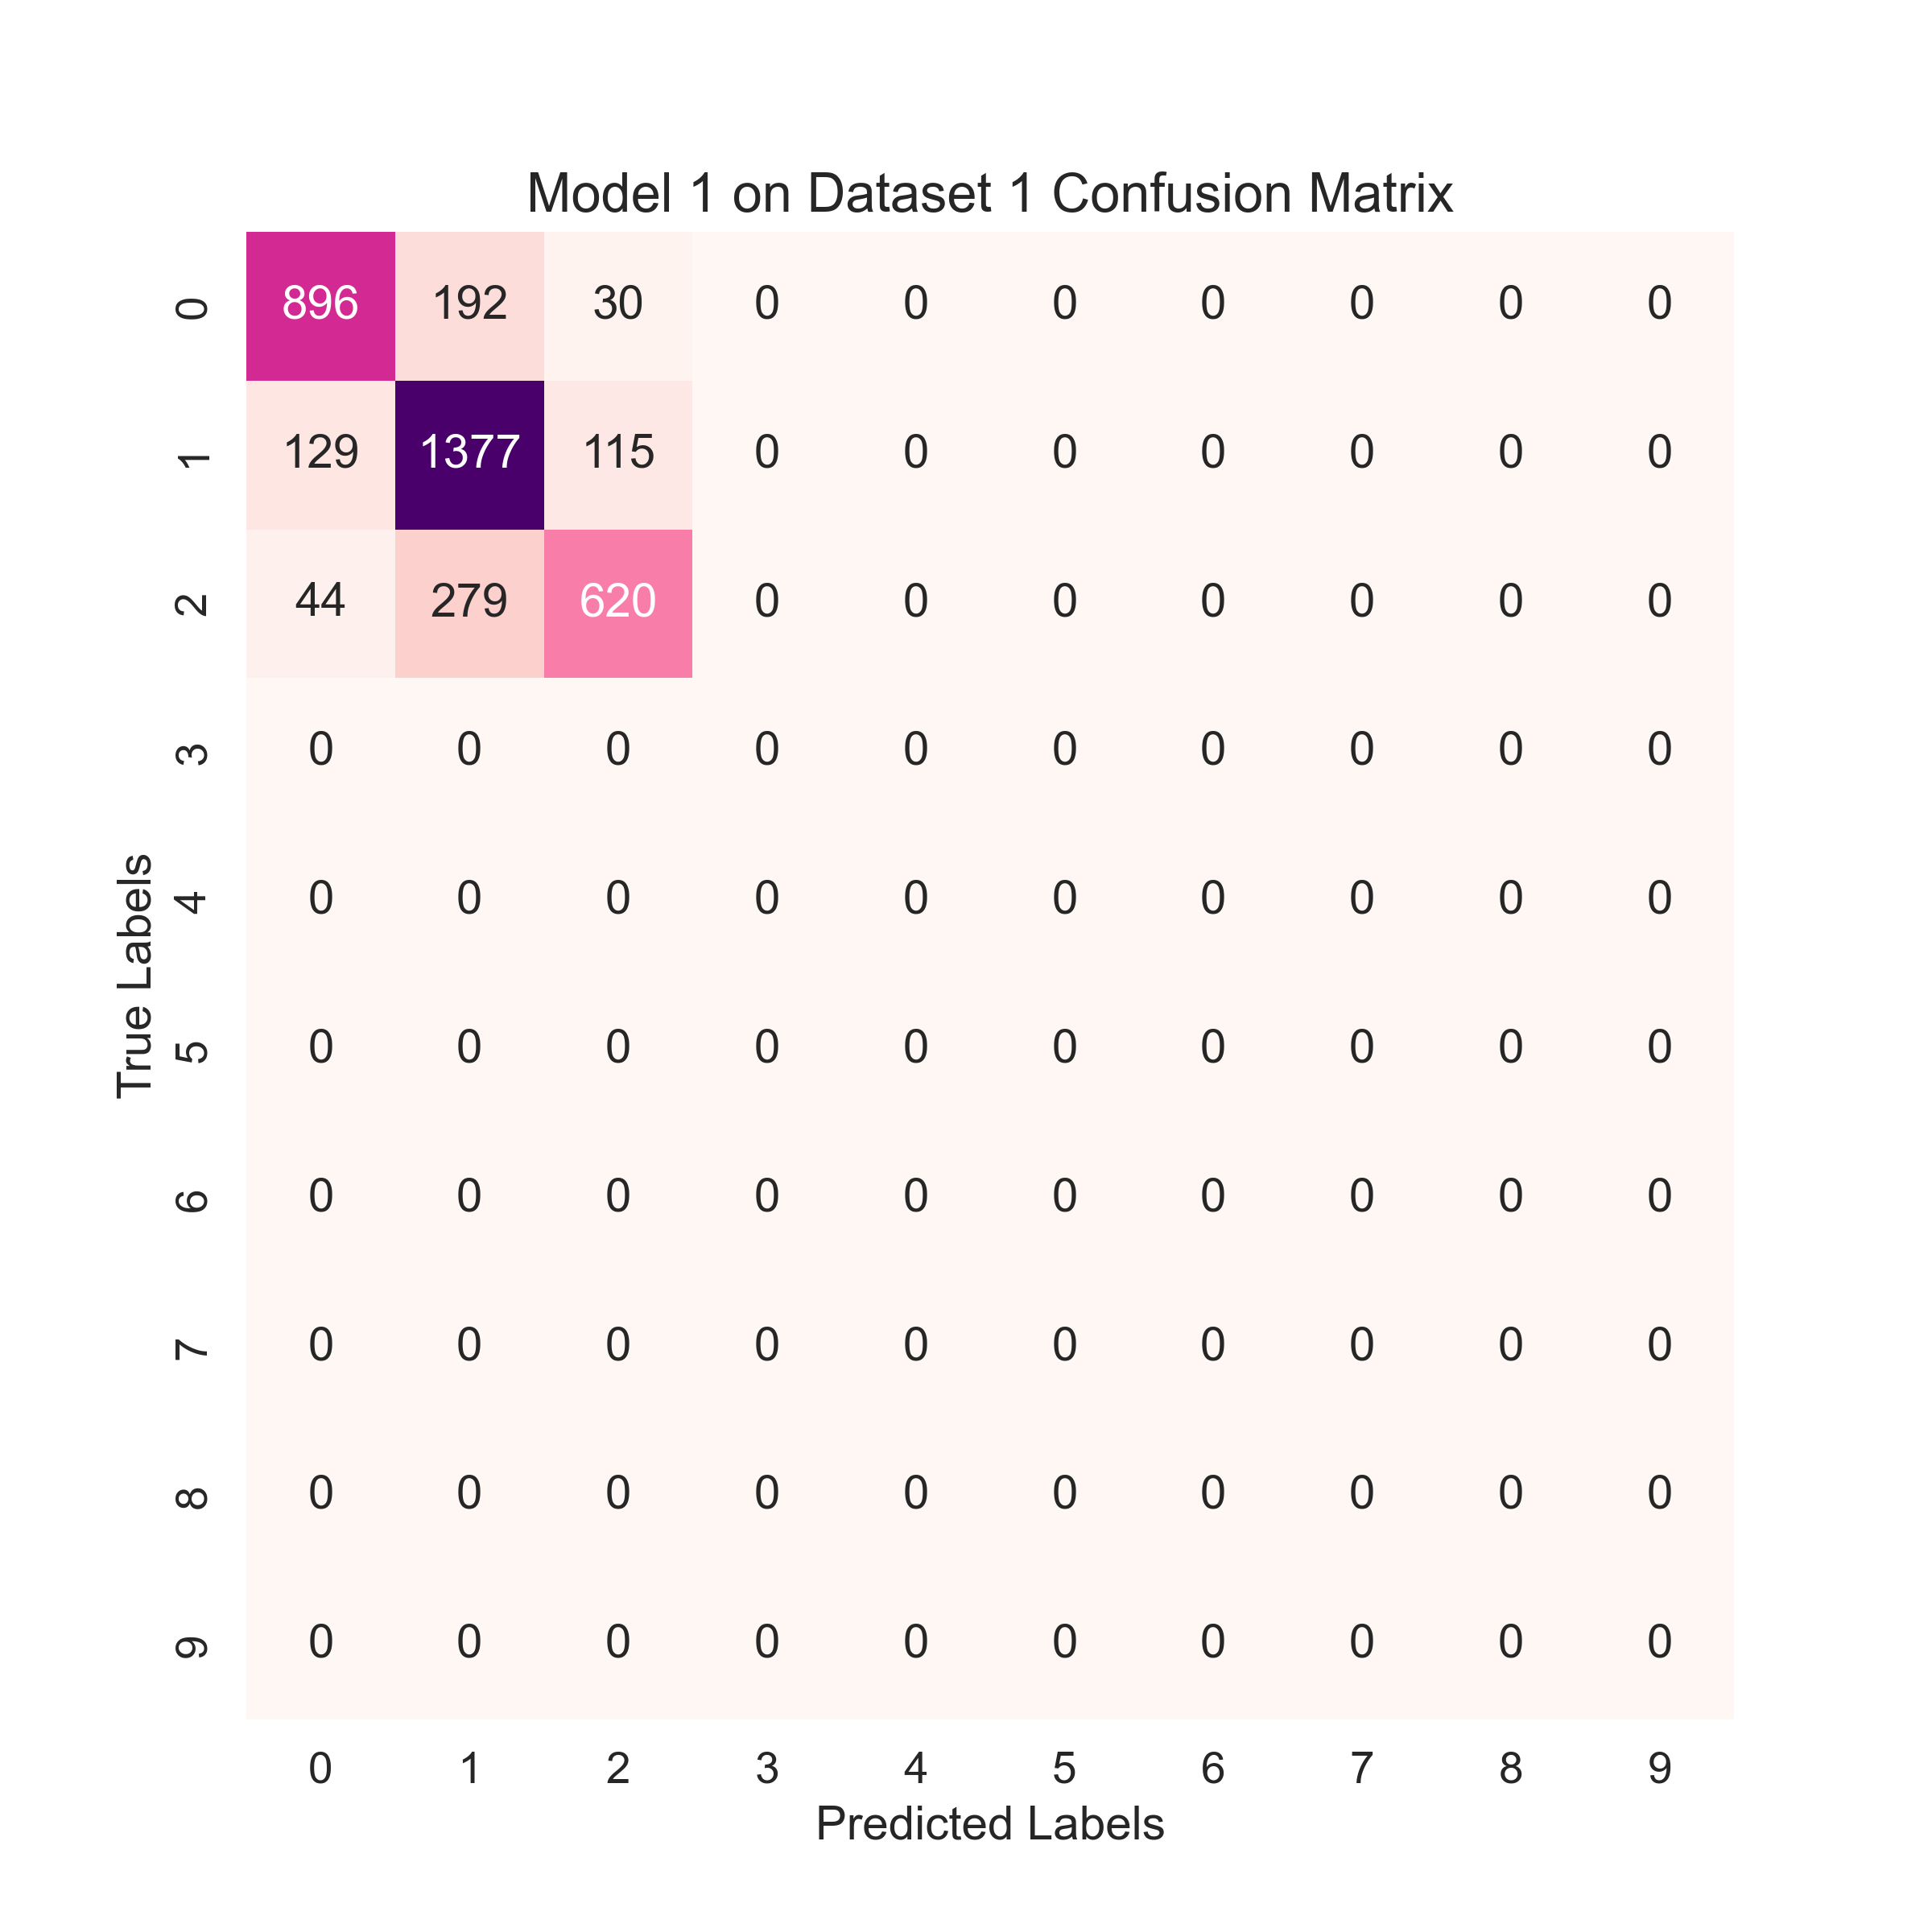 Model 1 on Dataset 1 Confusion Matrix
0 896 192 30 0 0 0 0 0 0 0
1 129 1377 115 0 0 0 0 0 0 0
2 44 279 620 0 0 0 0 0 0 0
3 0 0 0 0 0 0 0 0 0 0
4 0 0 0 0 0 0 0 0 0 0
5 0 0 0 0 0 0 0 0 0 0
6 0 0 0 0 0 0 0 0 0 0
7 0 0 0 0 0 0 0 0 0 0
8 0 0 0 0 0 0 0 0 0 0
9 0 0 0 0 0 0 0 0 0 0
True Labels
0 1 2 3 4 5 6 7 8 9
Predicted Labels